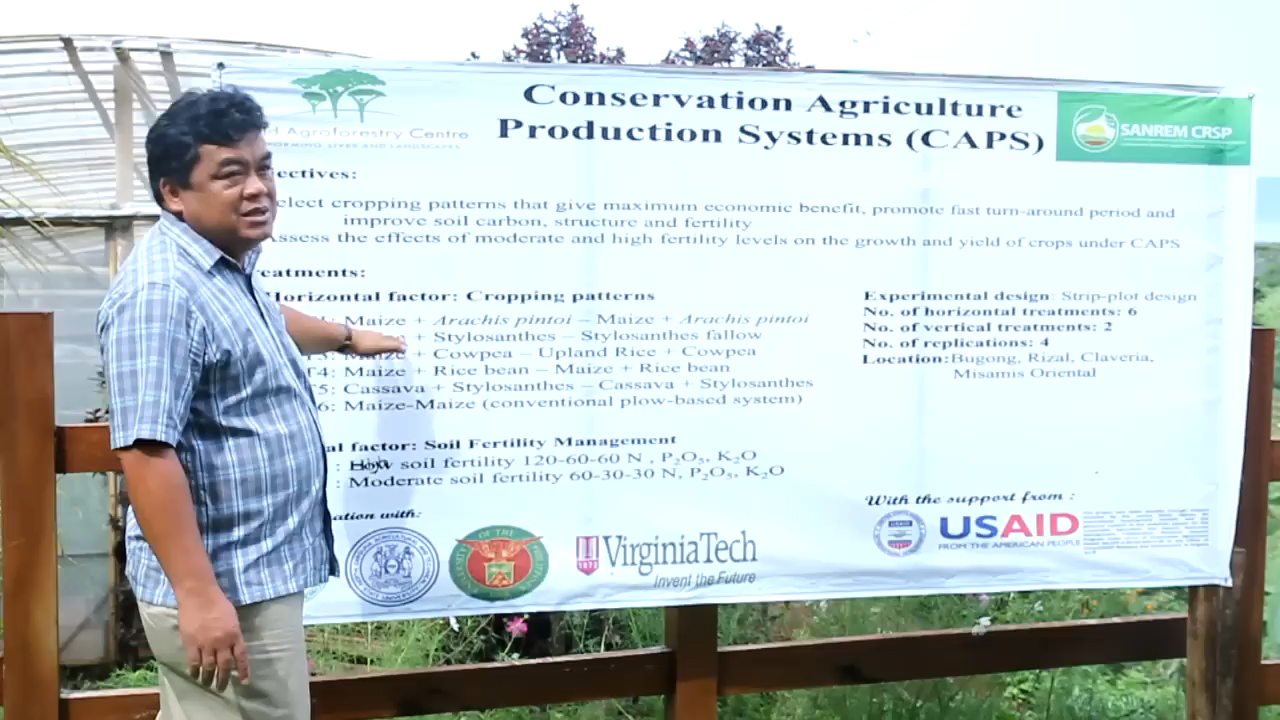 d Agroforestry Centre
Conservation Agriculture
Production Systems (CAPS)
SANREM CRSP
ectives:
elect cropping patterns that give maximum economic benefit, promote fast turn-around period and
improve soil carbon, structure and fertility
Assess the effects of moderate and high fertility levels on the growth and yield of crops under CAPS
eatments:
Horizontal factor: Cropping patterns
: Maize + Arachis pintoi – Maize + Arachis pintoi
+ Stylosanthes – Stylosanthes fallow
T3: Maize + Cowpea – Upland Rice + Cowpea
T4: Maize + Rice bean – Maize + Rice bean
T5: Cassava + Stylosanthes – Cassava + Stylosanthes
6: Maize-Maize (conventional plow-based system)
Experimental design: Strip-plot design
No. of horizontal treatments: 6
No. of vertical treatments: 2
No. of replications: 4
Location: Bugong, Rizal, Claveria,
Misamis Oriental
al factor: Soil Fertility Management
: soil fertility 120-60-60 N , P₂O₅, K₂O
: Moderate soil fertility 60-30-30 N, P₂O₅, K₂O
ation with:
VirginiaTech
1872
Invent the Future
With the support from :
USAID
FROM THE AMERICAN PEOPLE